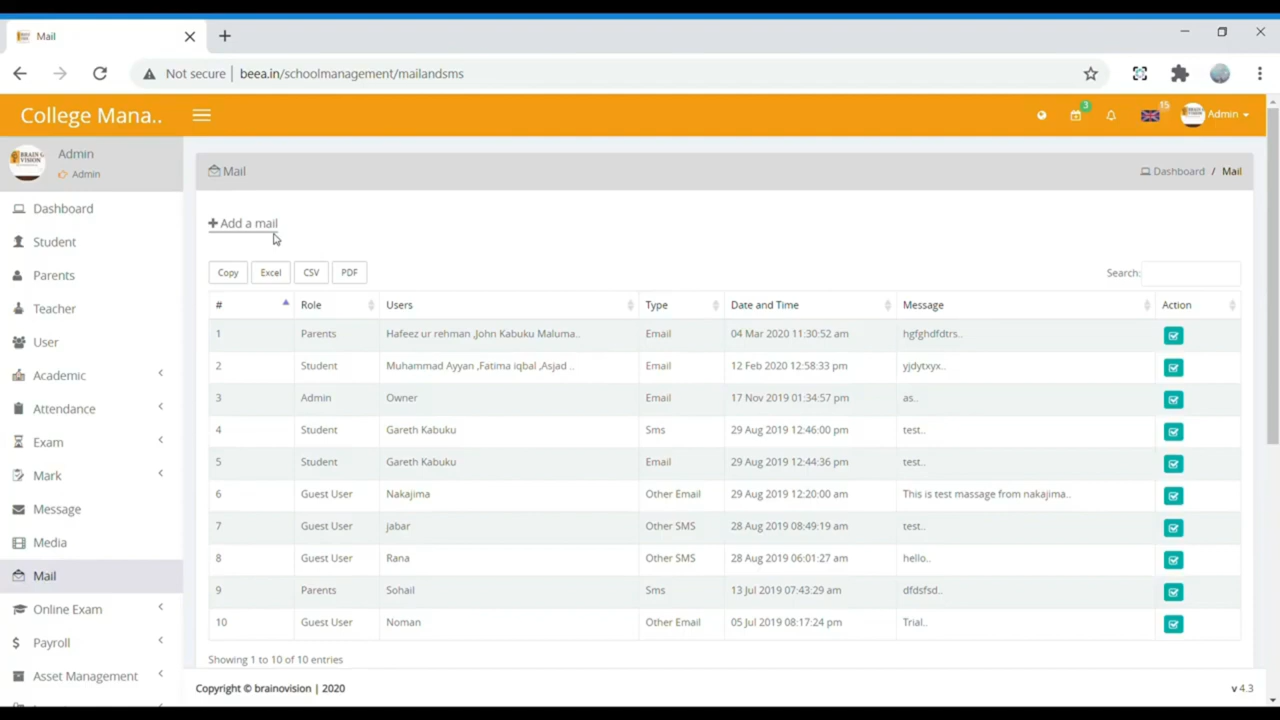 Mail
Not secure | beea.in/schoolmanagement/mailandsms
College Mana..
3
15
Admin
Admin
Admin
Mail
Dashboard / Mail
Dashboard
Student
Parents
Teacher
User
Academic
Attendance
Exam
Mark
Message
Media
Mail
Online Exam
Payroll
Asset Management
Add a mail
Copy Excel CSV PDF Search:
# Role Users Type Date and Time Message Action
1 Parents Hafeez ur rehman ,John Kabuku Maluma.. Email 04 Mar 2020 11:30:52 am hgfghdfdtrs..
2 Student Muhammad Ayyan ,Fatima iqbal ,Asjad .. Email 12 Feb 2020 12:58:33 pm yjdytxyx..
3 Admin Owner Email 17 Nov 2019 01:34:57 pm as..
4 Student Gareth Kabuku Sms 29 Aug 2019 12:46:00 pm test..
5 Student Gareth Kabuku Email 29 Aug 2019 12:44:36 pm test..
6 Guest User Nakajima Other Email 29 Aug 2019 12:20:00 am This is test massage from nakajima..
7 Guest User jabar Other SMS 28 Aug 2019 08:49:19 am test..
8 Guest User Rana Other SMS 28 Aug 2019 06:01:27 am hello..
9 Parents Sohail Sms 13 Jul 2019 07:43:29 am dfdsfsd..
10 Guest User Noman Other Email 05 Jul 2019 08:17:24 pm Trial..
Showing 1 to 10 of 10 entries
Copyright © brainovision | 2020
v 4.3